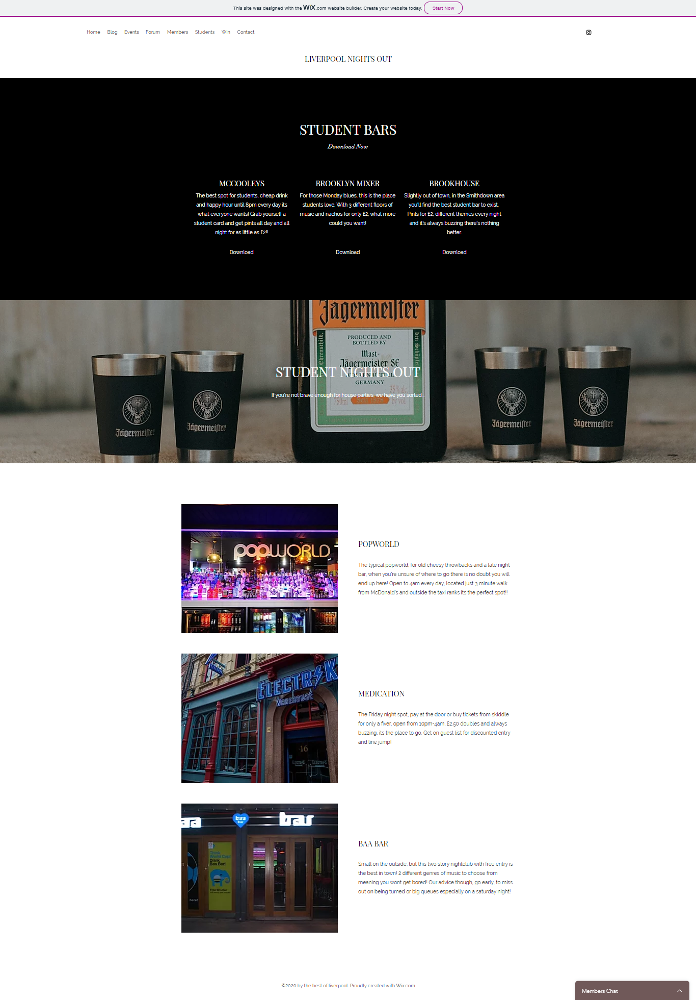 This site was designed with the WiX.com website builder. Create your website today. Start Now
Home Blog Events Forum Members Students Win Contact
LIVERPOOL NIGHTS OUT
STUDENT BARS
Download Now
MCCOOLEYS
The best spot for students, cheap drink
and happy hour until 8pm every day its
what everyone wants! Grab yourself a
student card and get pints all day and all
night for as little as £2!!
Download
BROOKLYN MIXER
For those Monday blues, this is the place
students love. With 3 different floors of
music and nachos for only £2, what more
could you want!
Download
BROOKHOUSE
Slightly out of town, in the Smithdown area
you'll find the best student bar to exist.
Pints for £2, different themes every night
and it's always buzzing there's nothing
better.
Download
Jägermeister
Ehrenschild,
den Schöpfer
PRODUCED AND
BOTTLED BY
Mast-
Jägermeister SE
GERMANY
35% alc.
by vol.
750ml
STUDENT NIGHTS OUT
If you're not brave enough for house parties, we have you sorted...
Jägermeister
Jägermeister
Jägermeister
Jägermeister
POPWORLD
POPWORLD
The typical popworld, for old cheesy throwbacks and a late night
bar, when you're unsure of where to go there is no doubt you will
end up here! Open to 4am every day, located just 3 minute walk
from McDonald's and outside the taxi ranks its the perfect spot!!
ELECTRIK
WAREHOUSE
16
MEDICATION
The Friday night spot, pay at the door or buy tickets from skiddle
for only a fiver, open from 10pm-4am, £2.50 doubles and always
buzzing, its the place to go. Get on guest list for discounted entry
and line jump!
baa
bar
bar
Think
World Cup!
Drink
Baa Bar!
Free Shooter
here!
BAA BAR
Small on the outside, but this two story nightclub with free entry is
the best in town! 2 different genres of music to choose from
meaning you wont get bored! Our advice though, go early, to miss
out on being turned or big queues especially on a saturday night!
©2020 by the best of liverpool. Proudly created with Wix.com
Members Chat